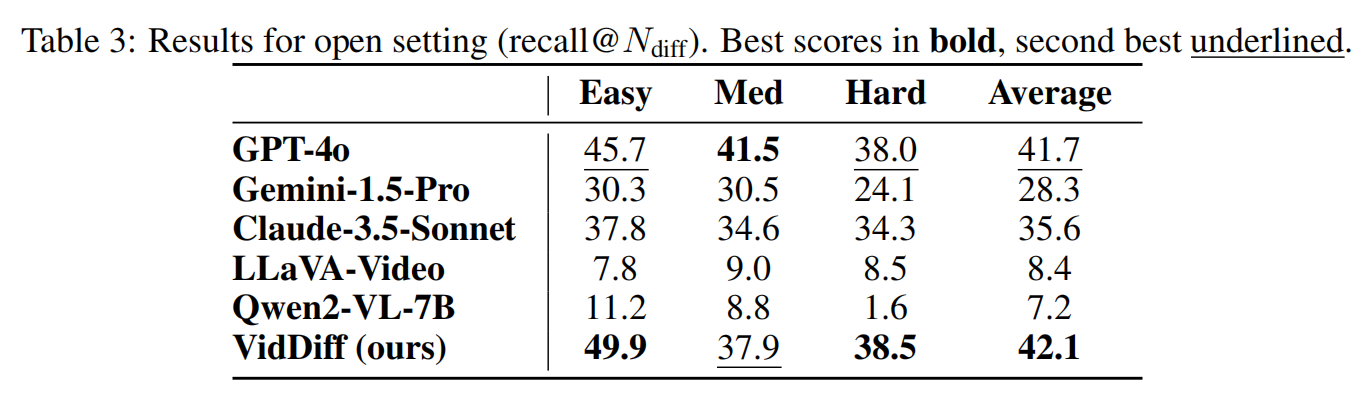 Table 3: Results for open setting (recall@N_diff). Best scores in bold, second best underlined.
Easy Med Hard Average
GPT-4o 45.7 41.5 38.0 41.7
Gemini-1.5-Pro 30.3 30.5 24.1 28.3
Claude-3.5-Sonnet 37.8 34.6 34.3 35.6
LLaVA-Video 7.8 9.0 8.5 8.4
Qwen2-VL-7B 11.2 8.8 1.6 7.2
VidDiff (ours) 49.9 37.9 38.5 42.1